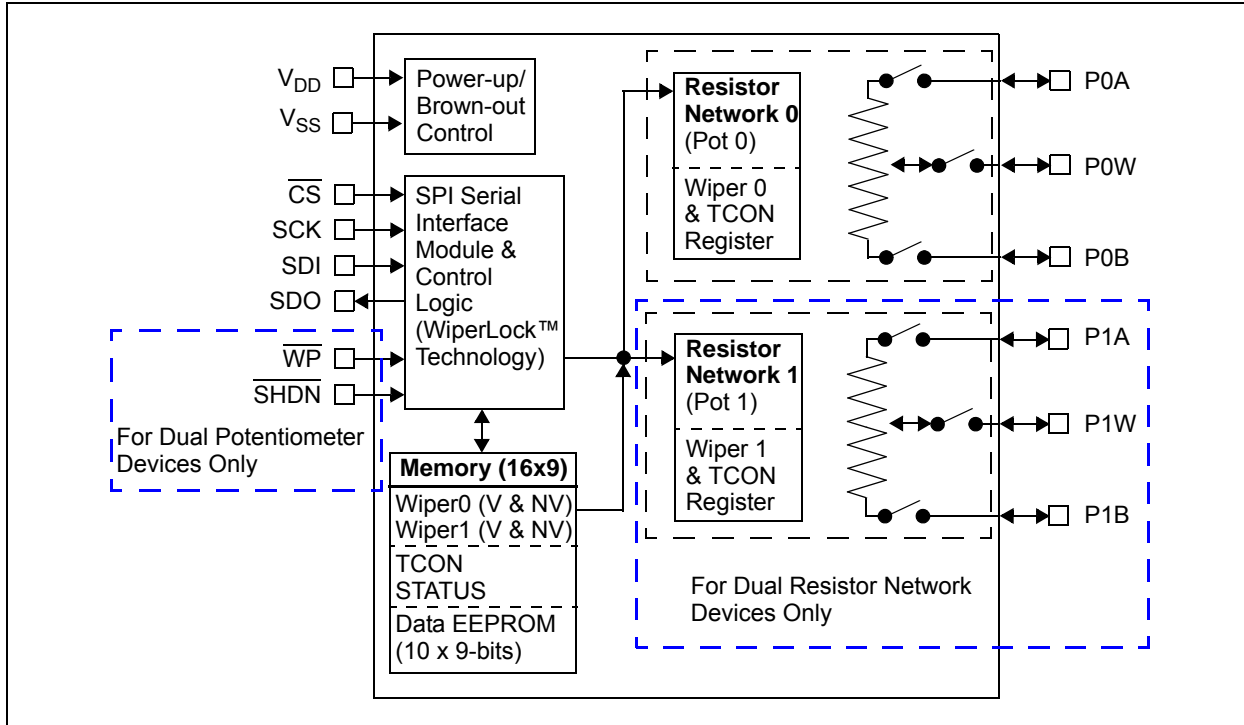 V_DD
V_SS
Power-up/
Brown-out
Control
CS
SCK
SDI
SDO
WP
SHDN
For Dual Potentiometer
Devices Only
SPI Serial
Interface
Module &
Control
Logic
(WiperLock™
Technology)
Memory (16x9)
Wiper0 (V & NV)
Wiper1 (V & NV)
TCON
STATUS
Data EEPROM
(10 x 9-bits)
Resistor
Network 0
(Pot 0)
Wiper 0
& TCON
Register
P0A
P0W
P0B
Resistor
Network 1
(Pot 1)
Wiper 1
& TCON
Register
P1A
P1W
P1B
For Dual Resistor Network
Devices Only